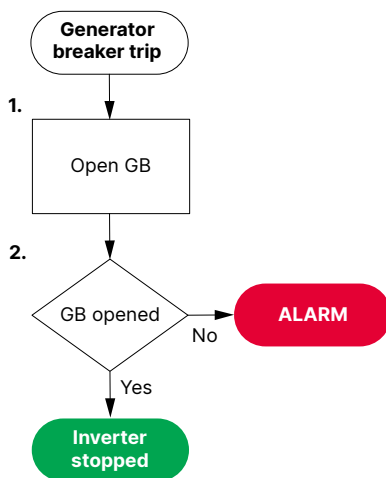 Generator
breaker trip
1.
Open GB
2.
GB opened
ALARM
No
Yes
Inverter
stopped